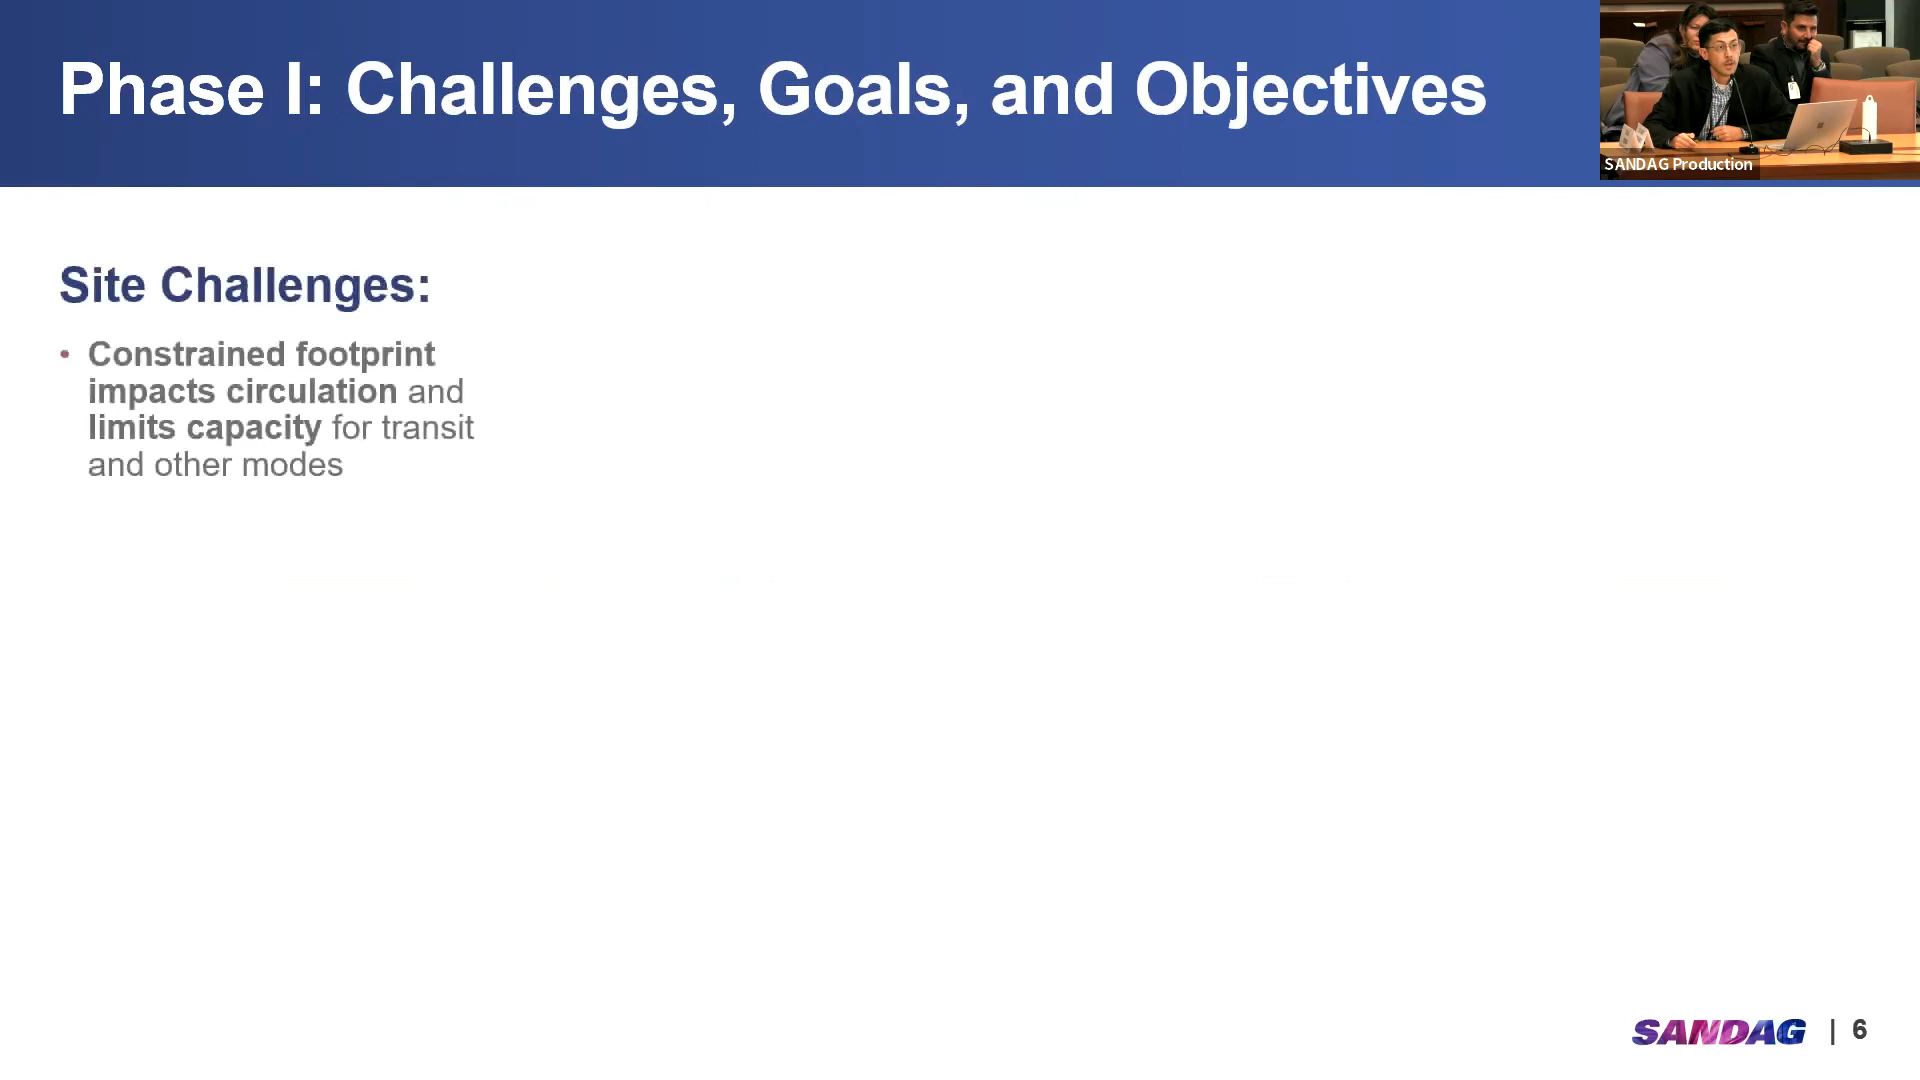 Phase I: Challenges, Goals, and Objectives
SANDAG Production
Site Challenges:
• Constrained footprint
impacts circulation and
limits capacity for transit
and other modes
SANDAG | 6